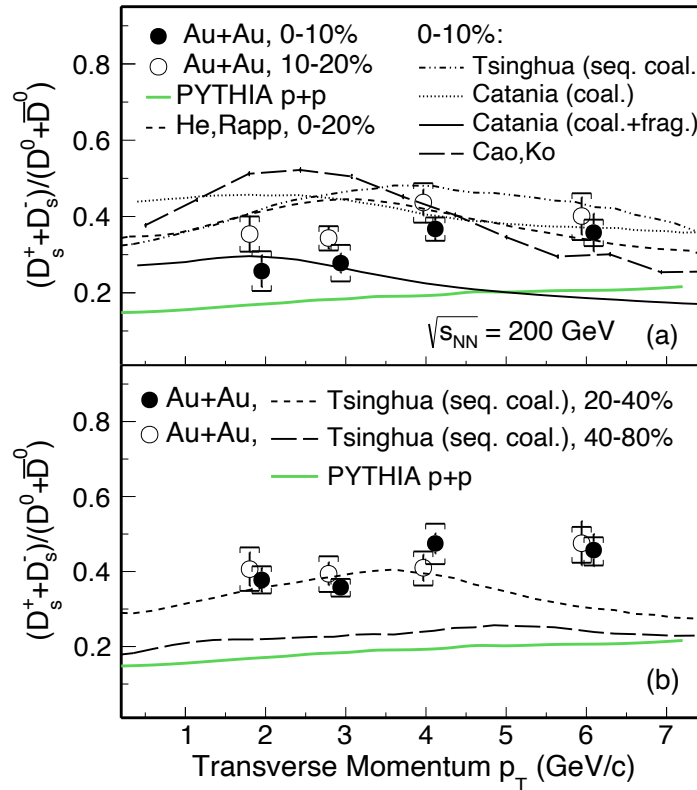 Au+Au, 0-10%
Au+Au, 10-20%
PYTHIA p+p
He,Rapp, 0-20%
0-10%:
Tsinghua (seq. coal.
Catania (coal.)
Catania (coal.+frag.)
Cao,Ko
0.8
0.6
0.4
0.2
(D_s^+ + D_s^-)/(D^0 + D̅^0)
√s_NN = 200 GeV
(a)
Au+Au,
Au+Au,
Tsinghua (seq. coal.), 20-40%
Tsinghua (seq. coal.), 40-80%
PYTHIA p+p
0.8
0.6
0.4
0.2
(D_s^+ + D_s^-)/(D^0 + D̅^0)
(b)
1 2 3 4 5 6 7
Transverse Momentum p_T (GeV/c)